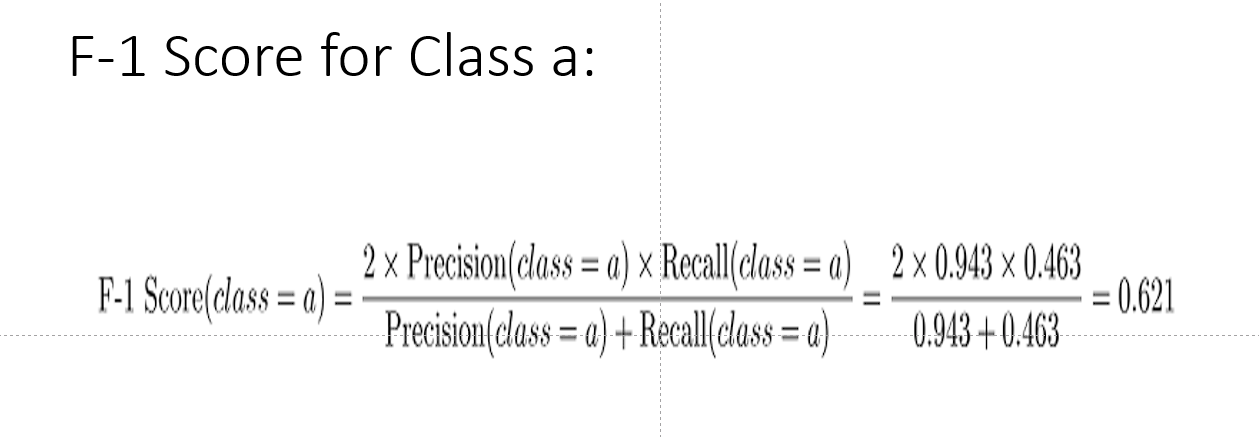 F-1 Score for Class a:
F-1 Score(class = a) = 2 × Precision(class = a) × Recall(class = a) / Precision(class = a) + Recall(class = a) = 2 × 0.943 × 0.463 / 0.943 + 0.463 = 0.621